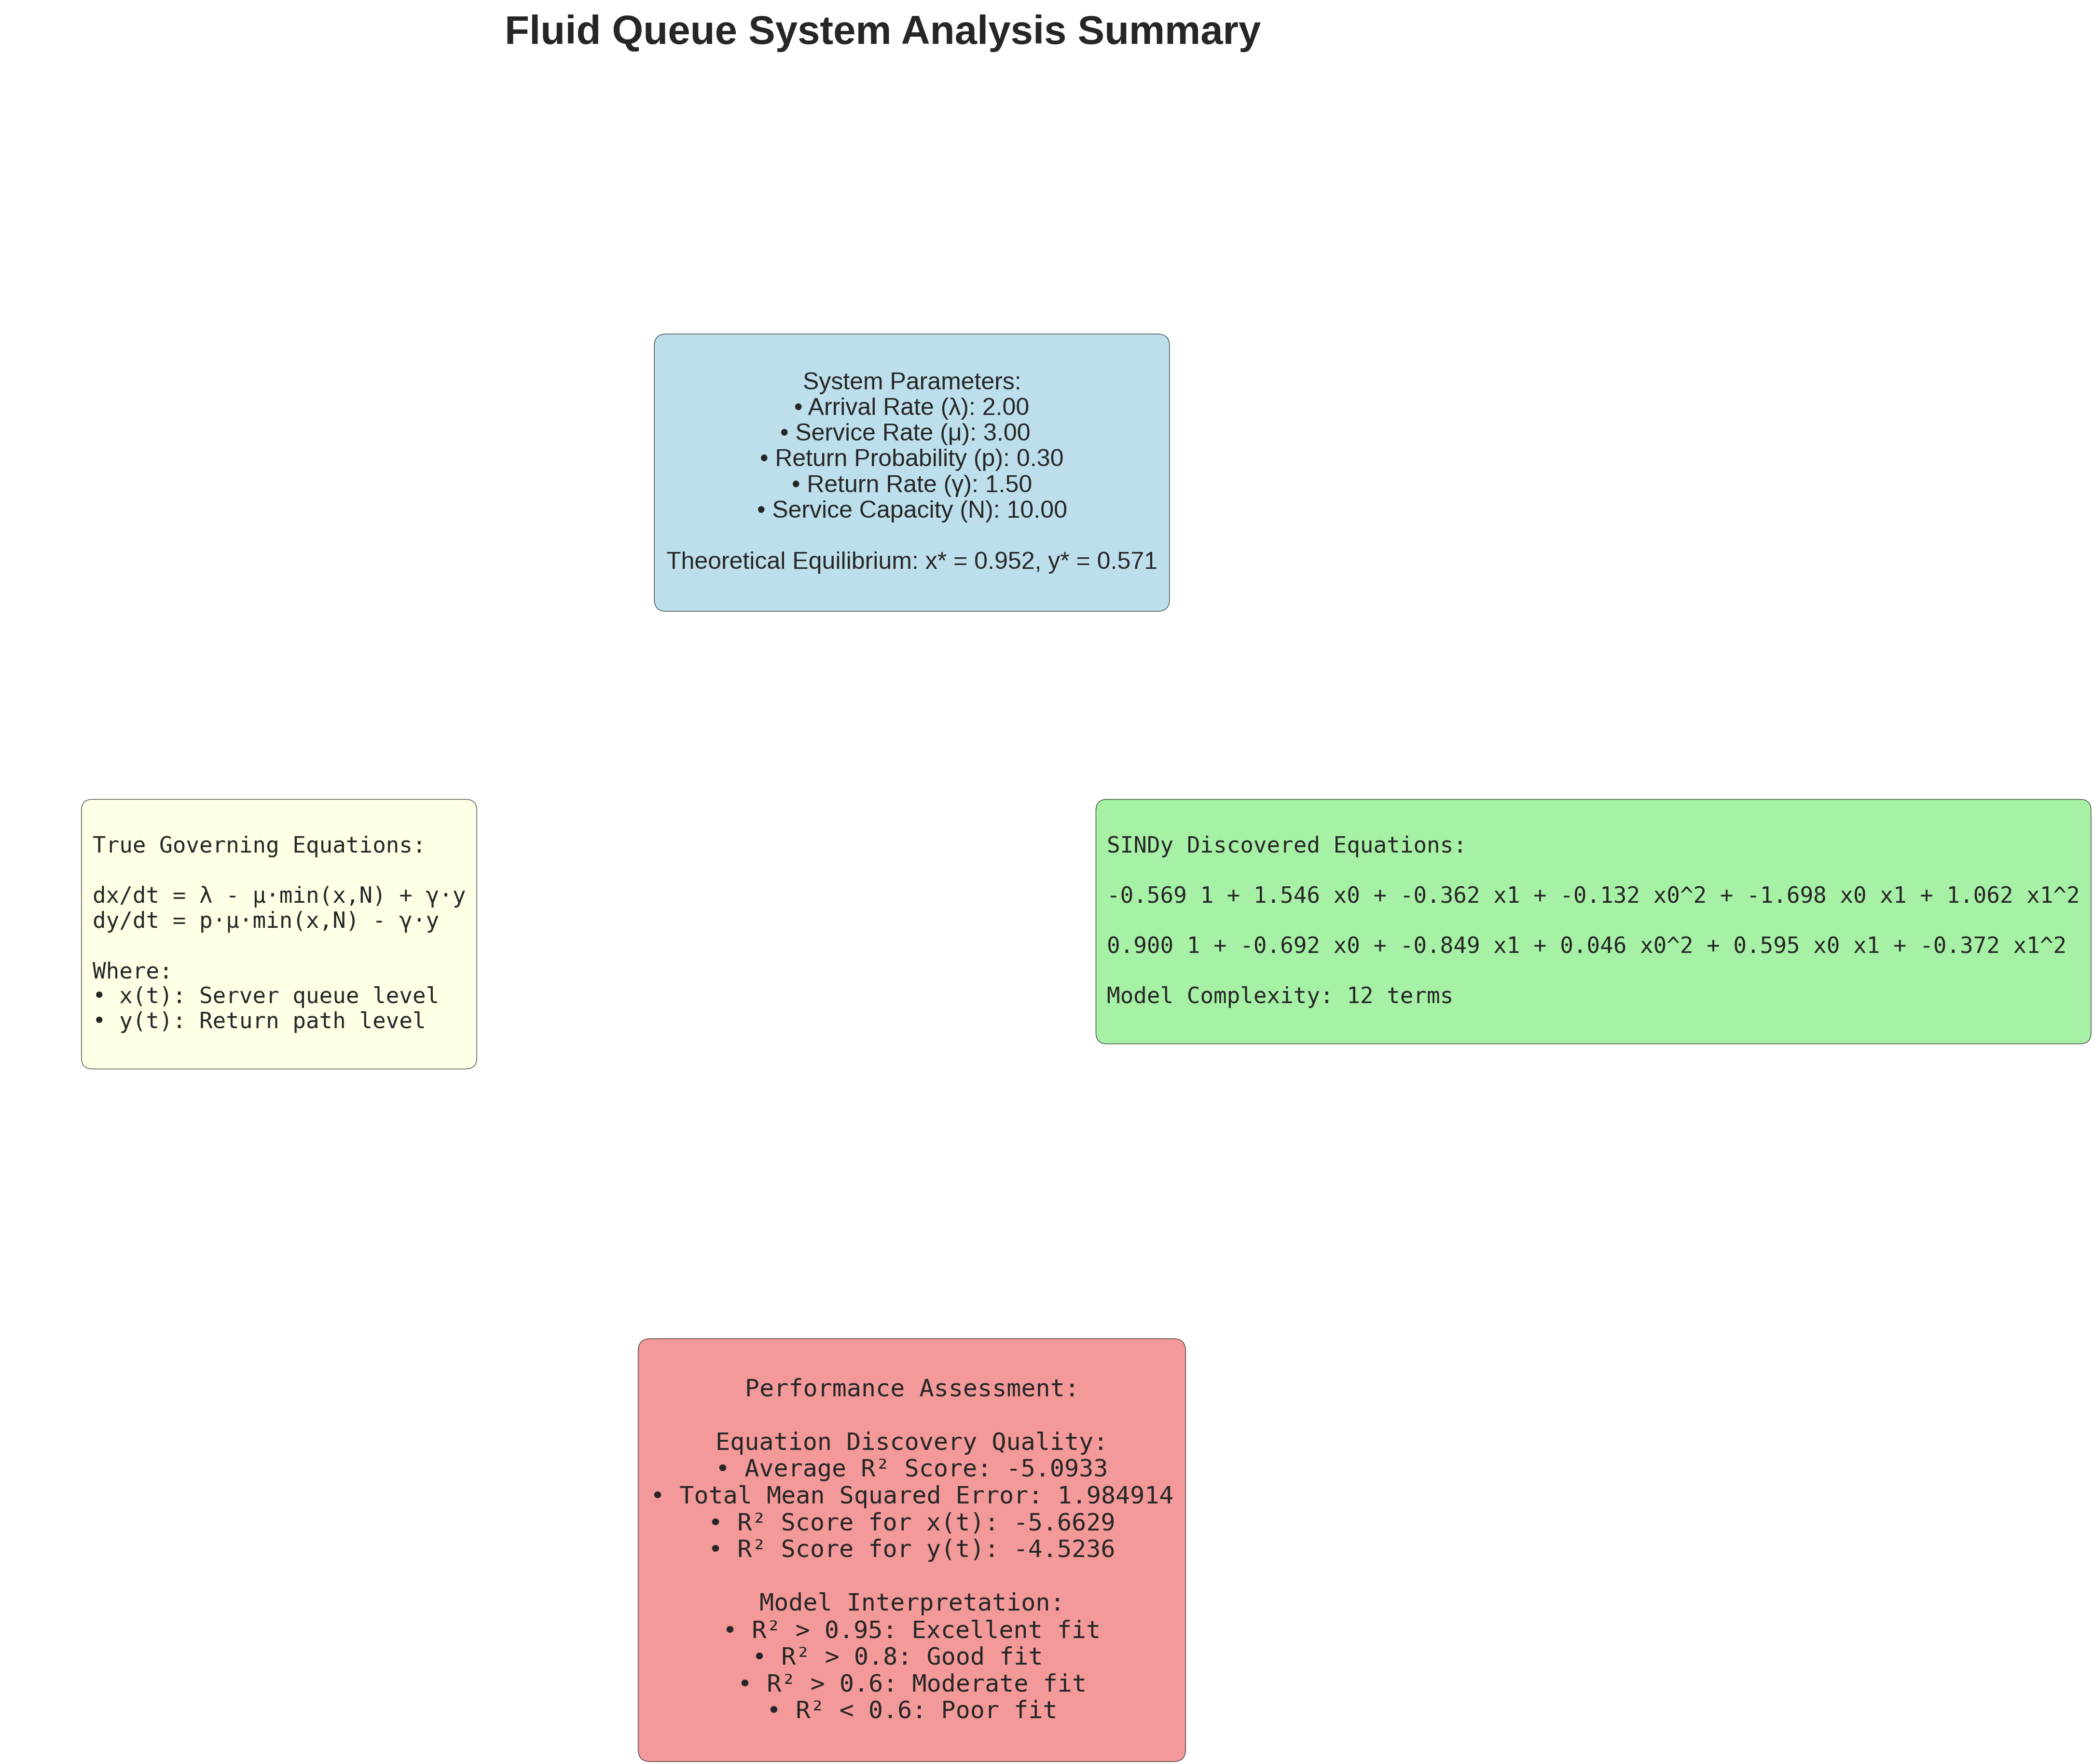 Fluid Queue System Analysis Summary
System Parameters:
• Arrival Rate (λ): 2.00
• Service Rate (μ): 3.00
• Return Probability (p): 0.30
• Return Rate (γ): 1.50
• Service Capacity (N): 10.00
Theoretical Equilibrium: x* = 0.952, y* = 0.571
True Governing Equations:
dx/dt = λ - μ·min(x,N) + γ·y
dy/dt = p·μ·min(x,N) - γ·y
Where:
• x(t): Server queue level
• y(t): Return path level
SINDy Discovered Equations:
-0.569 1 + 1.546 x0 + -0.362 x1 + -0.132 x0^2 + -1.698 x0 x1 + 1.062 x1^2
0.900 1 + -0.692 x0 + -0.849 x1 + 0.046 x0^2 + 0.595 x0 x1 + -0.372 x1^2
Model Complexity: 12 terms
Performance Assessment:
Equation Discovery Quality:
• Average R² Score: -5.0933
• Total Mean Squared Error: 1.984914
• R² Score for x(t): -5.6629
• R² Score for y(t): -4.5236
Model Interpretation:
• R² > 0.95: Excellent fit
• R² > 0.8: Good fit
• R² > 0.6: Moderate fit
• R² < 0.6: Poor fit